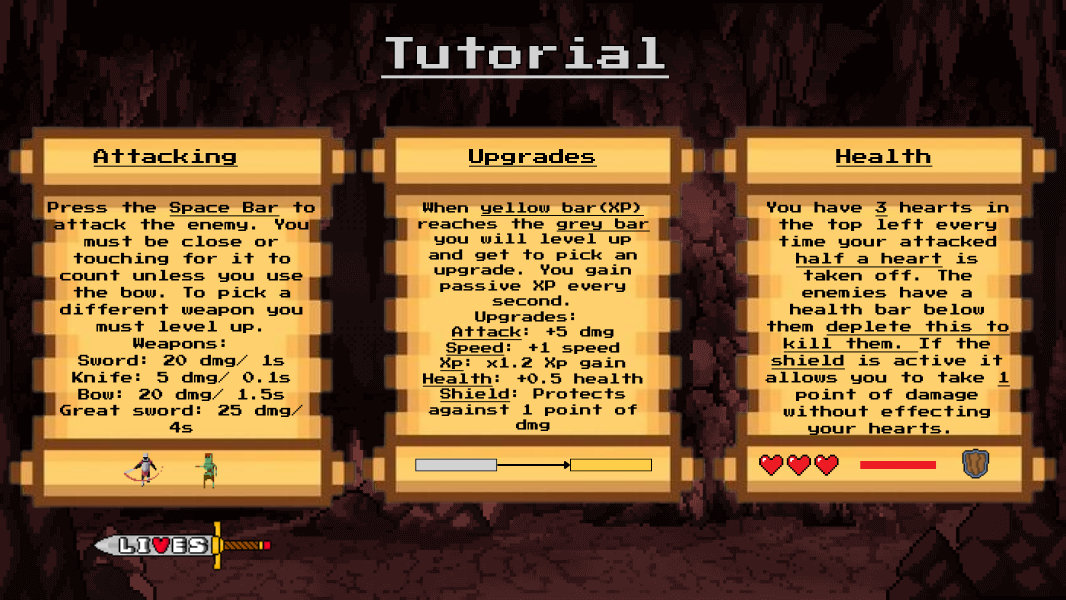 Tutorial
Attacking
Press the Space Bar to
attack the enemy. You
must be close or
touching for it to
count unless you use
the bow. To pick a
different weapon you
must level up.
Weapons:
Sword: 20 dmg/ 1s
Knife: 5 dmg/ 0.1s
Bow: 20 dmg/ 1.5s
Great sword: 25 dmg/
4s
Upgrades
When yellow bar(XP)
reaches the grey bar
you will level up
and get to pick an
upgrade. You gain
passive XP every
second.
Upgrades:
Attack: +5 dmg
Speed: +1 speed
Xp: x1.2 Xp gain
Health: +0.5 health
Shield: Protects
against 1 point of
dmg
Health
You have 3 hearts in
the top left every
time your attacked
half a heart is
taken off. The
enemies have a
health bar below
them deplete this to
kill them. If the
shield is active it
allows you to take 1
point of damage
without effecting
your hearts.
LIVES